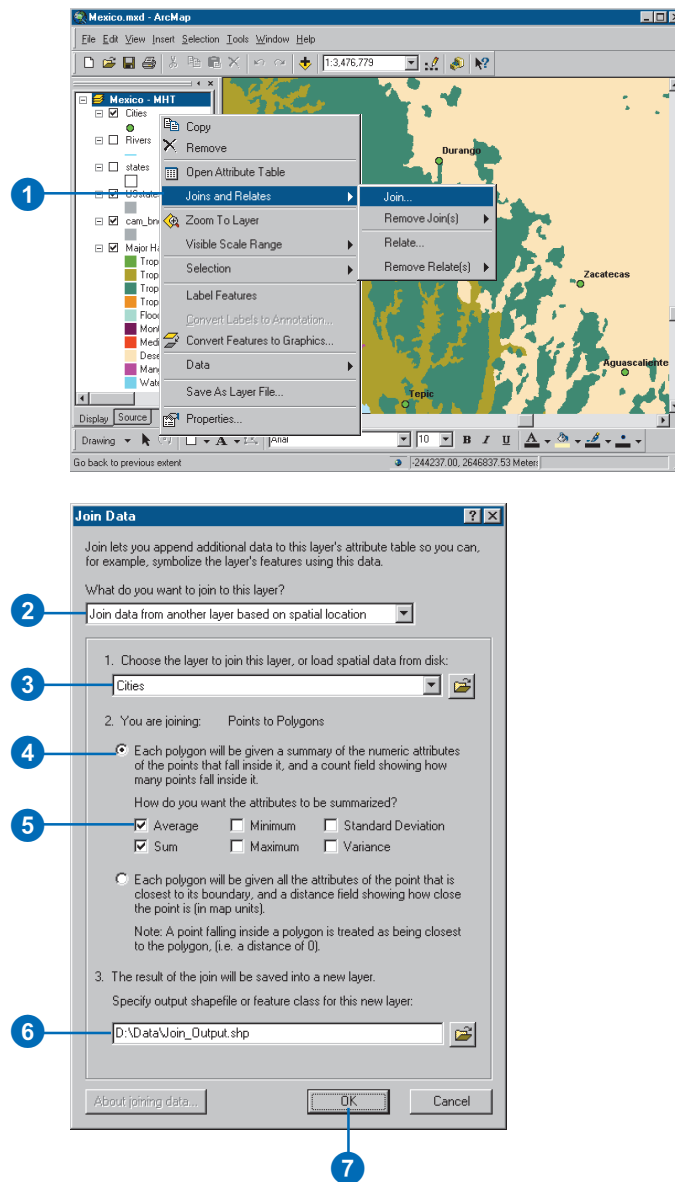 Mexico.mxd - ArcMap
File Edit View Insert Selection Tools Window Help
1:3,476,779
Mexico - MHT
Cities
Rivers
states
cam_bn
Major Ha
Trop
Trop
Trop
Trop
Floo
Med
Dese
Mang
Wate
Display Source
Copy
Remove
Open Attribute Table
Joins and Relates
Zoom To Layer
Visible Scale Range
Selection
Label Features
Convert Labels to Annotation...
Convert Features to Graphics...
Data
Save As Layer File...
Properties...
Join...
Remove Join(s)
Relate...
Remove Relate(s)
Durango
Zacatecas
Aguascaliente
Tepic
1
Drawing A Arial 10 B I U A
Go back to previous extent -244237.00, 2646837.53 Meters
Join Data
Join lets you append additional data to this layer's attribute table so you can,
for example, symbolize the layer's features using this data.
What do you want to join to this layer?
2 Join data from another layer based on spatial location
1. Choose the layer to join this layer, or load spatial data from disk:
3 Cities
2. You are joining: Points to Polygons
4 Each polygon will be given a summary of the numeric attributes
of the points that fall inside it, and a count field showing how
many points fall inside it.
How do you want the attributes to be summarized?
5 Average Minimum Standard Deviation
Sum Maximum Variance
Each polygon will be given all the attributes of the point that is
closest to its boundary, and a distance field showing how close
the point is (in map units).
Note: A point falling inside a polygon is treated as being closest
to the polygon, (i.e. a distance of 0).
3. The result of the join will be saved into a new layer.
Specify output shapefile or feature class for this new layer:
6 D:\Data\Join_Output.shp
About joining data... OK Cancel
7